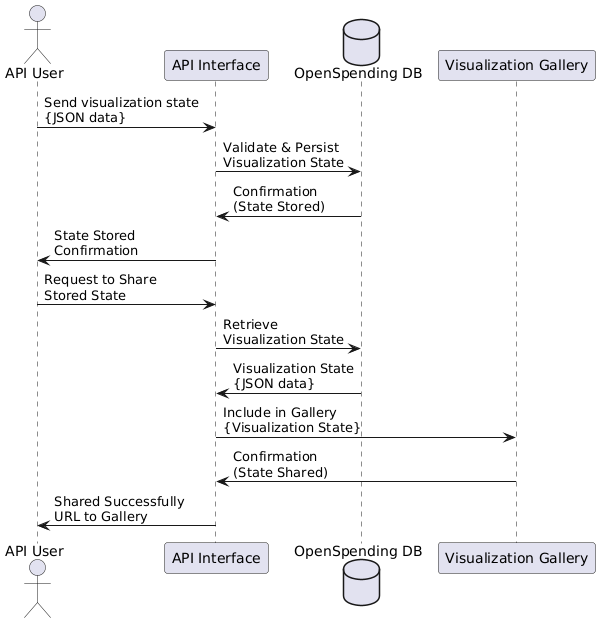 API User
API Interface
OpenSpending DB
Visualization Gallery
Send visualization state
{JSON data}
Validate & Persist
Visualization State
Confirmation
(State Stored)
State Stored
Confirmation
Request to Share
Stored State
Retrieve
Visualization State
Visualization State
{JSON data}
Include in Gallery
{Visualization State}
Confirmation
(State Shared)
Shared Successfully
URL to Gallery
API User
API Interface
OpenSpending DB
Visualization Gallery